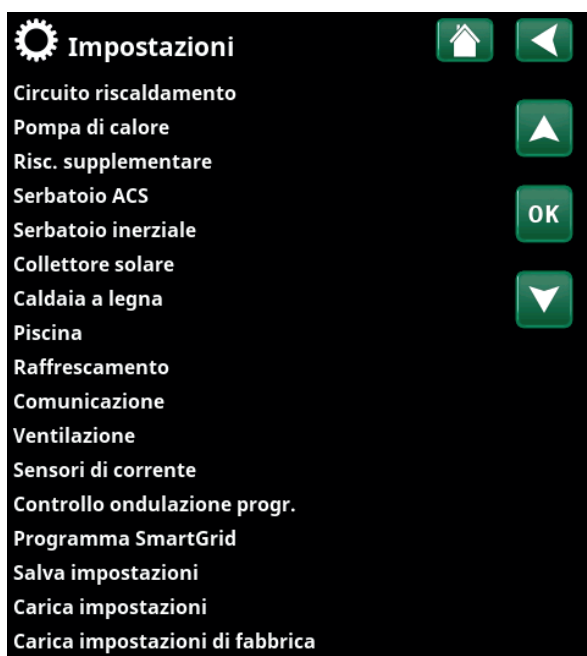 Impostazioni
Circuito riscaldamento
Pompa di calore
Risc. supplementare
Serbatoio ACS
OK
Serbatoio inerziale
Collettore solare
Caldaia a legna
Piscina
Raffrescamento
Comunicazione
Ventilazione
Sensori di corrente
Controllo ondulazione progr.
Programma SmartGrid
Salva impostazioni
Carica impostazioni
Carica impostazioni di fabbrica